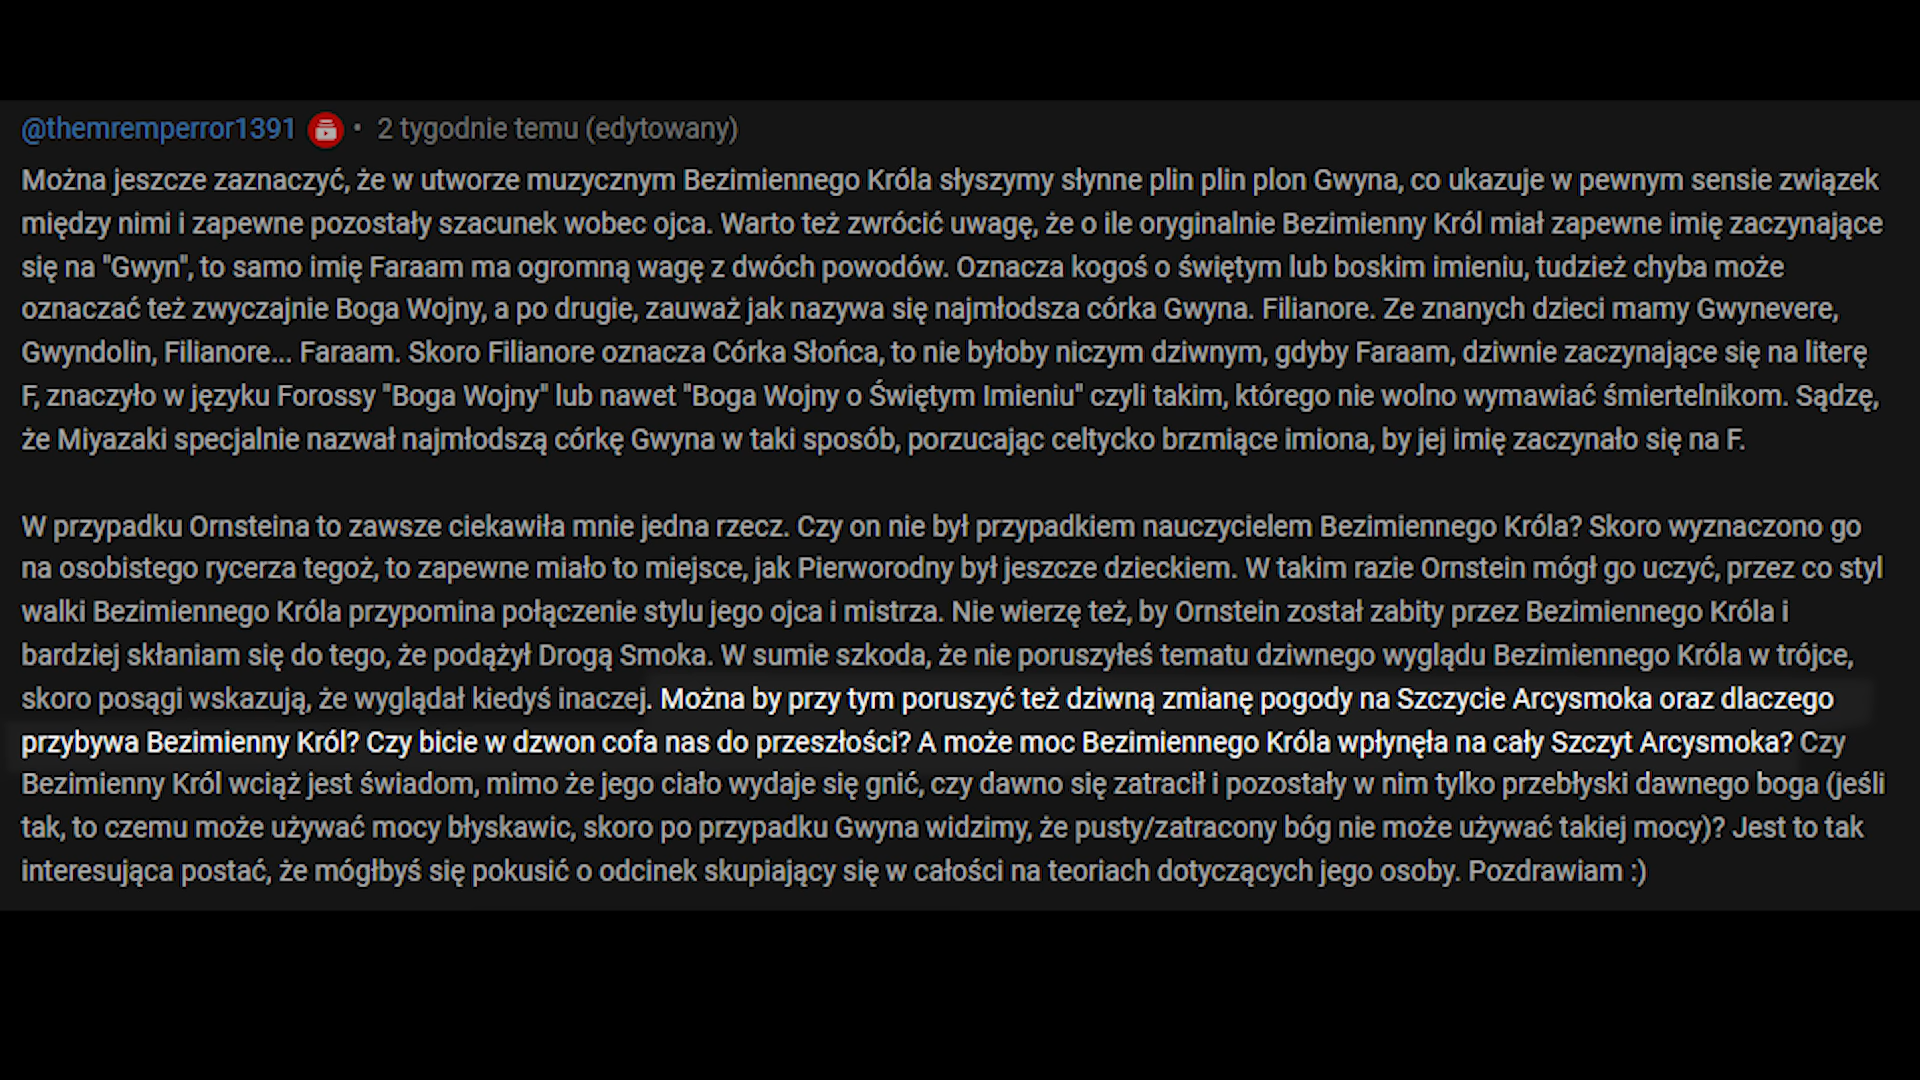 @themremperror1391 • 2 tygodnie temu (edytowany)
Można jeszcze zaznaczyć, że w utworze muzycznym Bezimiennego Króla słyszymy słynne plin plin plon Gwyna, co ukazuje w pewnym sensie związek
między nimi i zapewne pozostały szacunek wobec ojca. Warto też zwrócić uwagę, że o ile oryginalnie Bezimienny Król miał zapewne imię zaczynające
się na "Gwyn", to samo imię Faraam ma ogromną wagę z dwóch powodów. Oznacza kogoś o świętym lub boskim imieniu, tudzież chyba może
oznaczać też zwyczajnie Boga Wojny, a po drugie, zauważ jak nazywa się najmłodsza córka Gwyna. Filianore. Ze znanych dzieci mamy Gwynevere,
Gwyndolin, Filianore... Faraam. Skoro Filianore oznacza Córka Słońca, to nie byłoby niczym dziwnym, gdyby Faraam, dziwnie zaczynające się na literę
F, znaczyło w języku Forossy "Boga Wojny" lub nawet "Boga Wojny o Świętym Imieniu" czyli takim, którego nie wolno wymawiać śmiertelnikom. Sądzę,
że Miyazaki specjalnie nazwał najmłodszą córkę Gwyna w taki sposób, porzucając celtycko brzmiące imiona, by jej imię zaczynało się na F.
W przypadku Ornsteina to zawsze ciekawiła mnie jedna rzecz. Czy on nie był przypadkiem nauczycielem Bezimiennego Króla? Skoro wyznaczono go
na osobistego rycerza tegoż, to zapewne miało to miejsce, jak Pierworodny był jeszcze dzieckiem. W takim razie Ornstein mógł go uczyć, przez co styl
walki Bezimiennego Króla przypomina połączenie stylu jego ojca i mistrza. Nie wierzę też, by Ornstein został zabity przez Bezimiennego Króla i
bardziej skłaniam się do tego, że podążył Drogą Smoka. W sumie szkoda, że nie poruszyłeś tematu dziwnego wyglądu Bezimiennego Króla w trójce,
skoro posągi wskazują, że wyglądał kiedyś inaczej. Można by przy tym poruszyć też dziwną zmianę pogody na Szczycie Arcysmoka oraz dlaczego
przybywa Bezimienny Król? Czy bicie w dzwon cofa nas do przeszłości? A może moc Bezimiennego Króla wpłynęła na cały Szczyt Arcysmoka? Czy
Bezimienny Król wciąż jest świadom, mimo że jego ciało wydaje się gnić, czy dawno się zatracił i pozostały w nim tylko przebłyski dawnego boga (jeśli
tak, to czemu może używać mocy błyskawic, skoro po przypadku Gwyna widzimy, że pusty/zatracony bóg nie może używać takiej mocy)? Jest to tak
interesująca postać, że mógłbyś się pokusić o odcinek skupiający się w całości na teoriach dotyczących jego osoby. Pozdrawiam :)